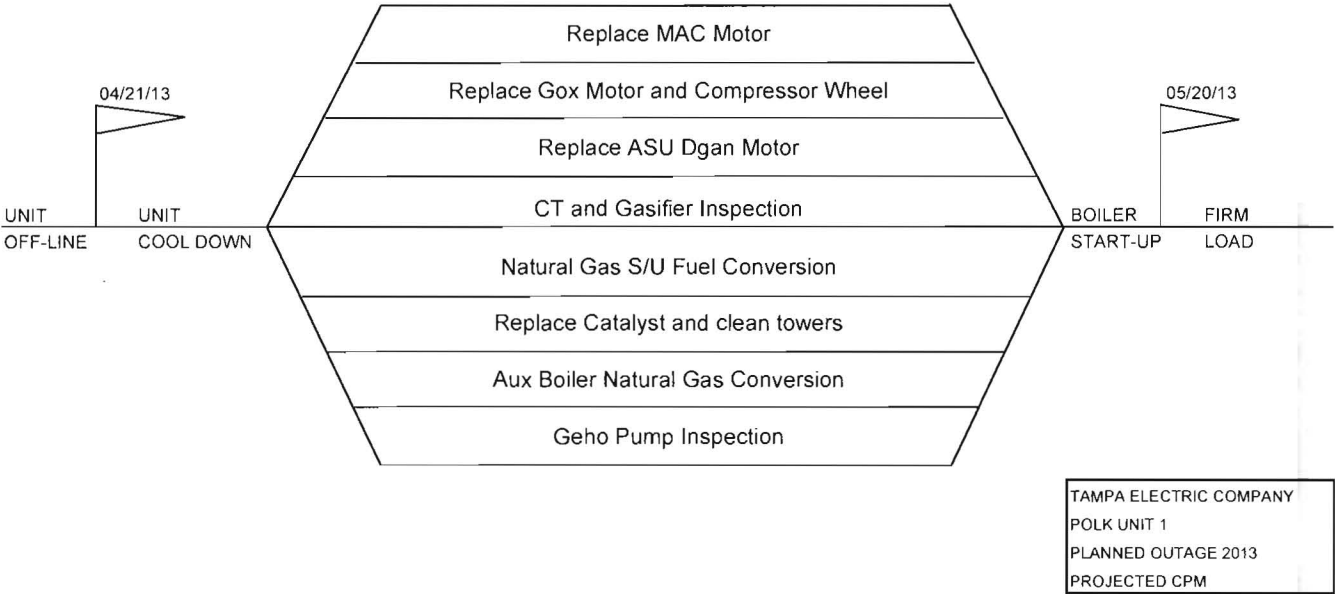 Replace MAC Motor
Replace Gox Motor and Compressor Wheel
04/21/13
05/20/13
Replace ASU Dgan Motor
CT and Gasifier Inspection
UNIT
OFF-LINE
UNIT
COOL DOWN
BOILER
START-UP
FIRM
LOAD
Natural Gas S/U Fuel Conversion
Replace Catalyst and clean towers
Aux Boiler Natural Gas Conversion
Geho Pump Inspection
TAMPA ELECTRIC COMPANY
POLK UNIT 1
PLANNED OUTAGE 2013
PROJECTED CPM